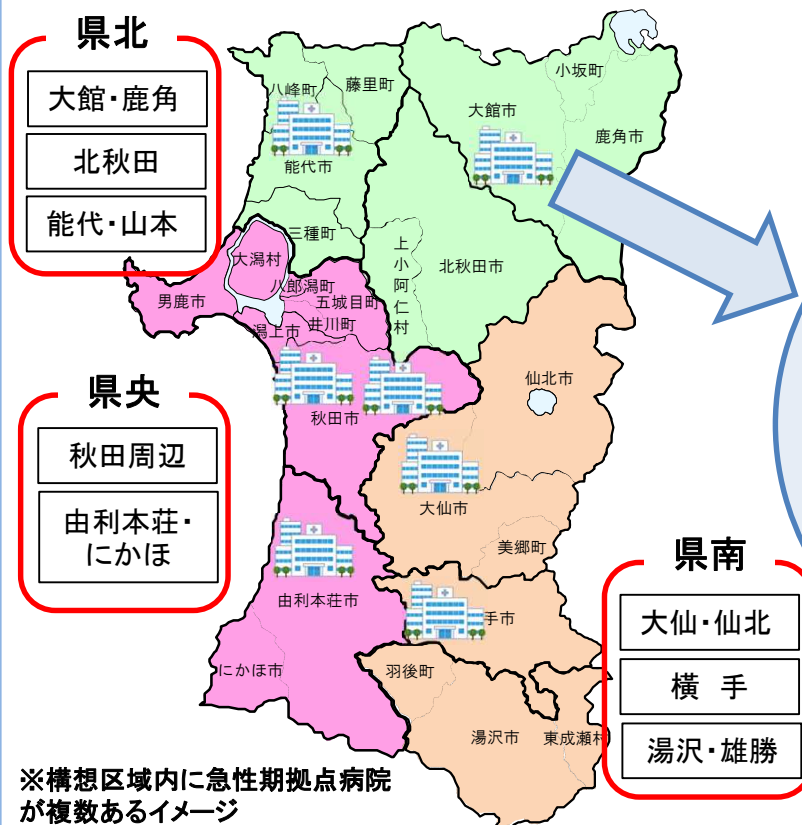 県北
大館・鹿角
北秋田
能代・山本
八峰町
藤里町
能代市
三種町
小坂町
大館市
鹿角市
北秋田市
上小阿仁村
大潟村
男鹿市
八郎潟町
五城目町
潟上市
井川町
秋田市
仙北市
県央
秋田周辺
由利本荘・
にかほ
大仙市
美郷町
由利本荘市
手市
にかほ市
羽後町
湯沢市
東成瀬村
県南
大仙・仙北
横 手
湯沢・雄勝
※構想区域内に急性期拠点病院
が複数あるイメージ